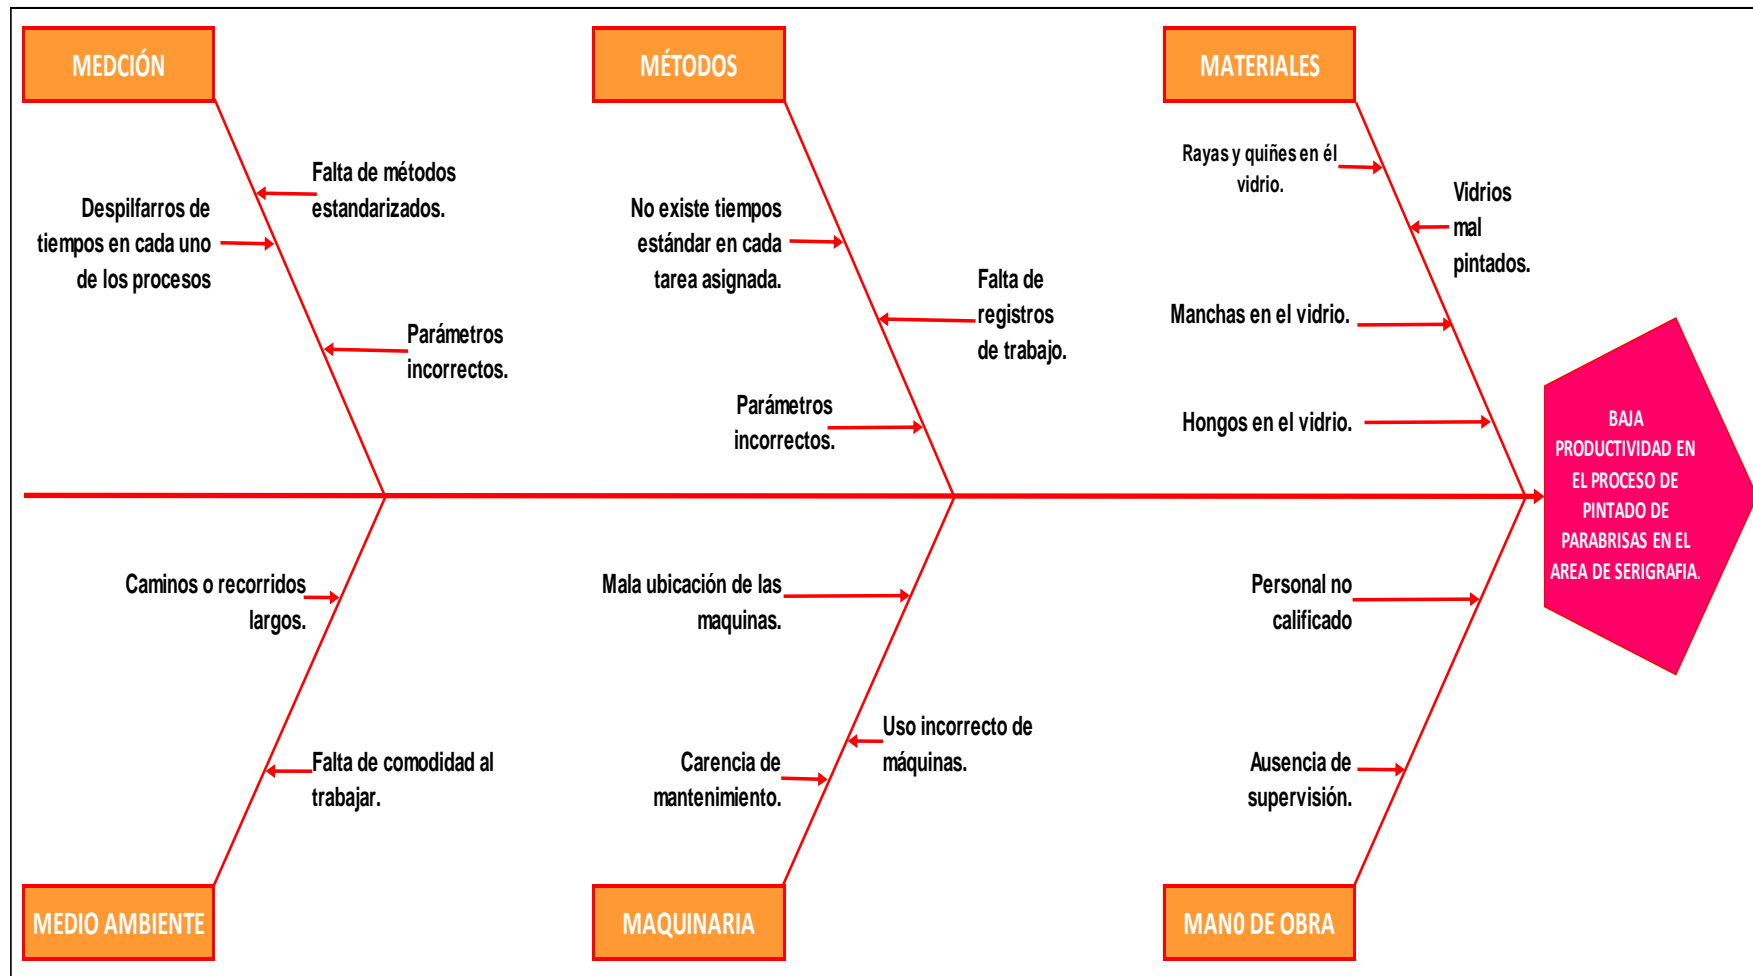 MEDCIÓN
MÉTODOS
MATERIALES
Falta de métodos
estandarizados.
Despilfarros de
tiempos en cada uno
de los procesos
Parámetros
incorrectos.
No existe tiempos
estándar en cada
tarea asignada.
Falta de
registros
de trabajo.
Parámetros
incorrectos.
Rayas y quiñes en él
vidrio.
Vidrios
mal
pintados.
Manchas en el vidrio.
Hongos en el vidrio.
BAJA
PRODUCTIVIDAD EN
EL PROCESO DE
PINTADO DE
PARABRISAS EN EL
AREA DE SERIGRAFIA.
Caminos o recorridos
largos.
Falta de comodidad al
trabajar.
Mala ubicación de las
maquinas.
Uso incorrecto de
máquinas.
Carencia de
mantenimiento.
Personal no
calificado
Ausencia de
supervisión.
MEDIO AMBIENTE
MAQUINARIA
MAN0 DE OBRA